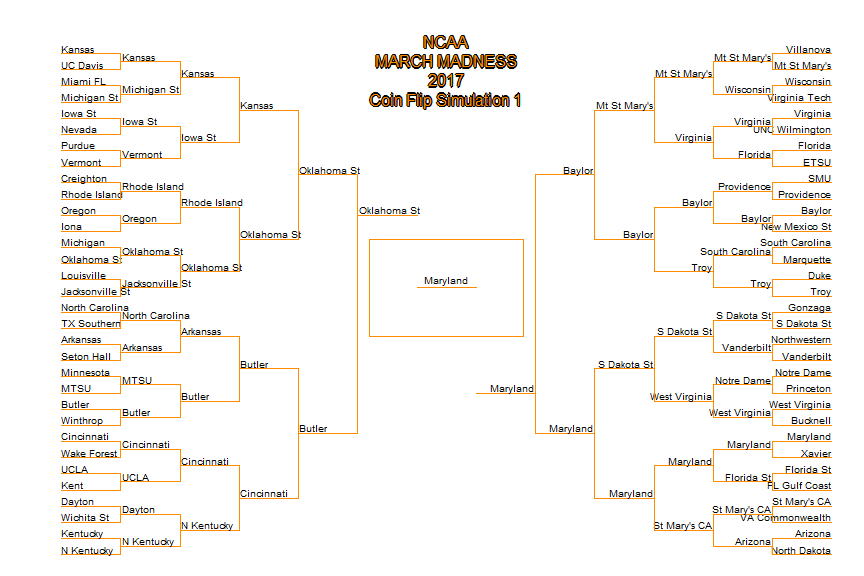 NCAA
MARCH MADNESS
2017
Coin Flip Simulation 1
Kansas
UC Davis
Miami FL
Michigan St
Iowa St
Nevada
Purdue
Vermont
Creighton
Rhode Island
Oregon
Iona
Michigan
Oklahoma St
Louisville
Jacksonville St
North Carolina
TX Southern
Arkansas
Seton Hall
Minnesota
MTSU
Butler
Winthrop
Cincinnati
Wake Forest
UCLA
Kent
Dayton
Wichita St
Kentucky
N Kentucky
Kansas
Michigan St
Iowa St
Vermont
Rhode Island
Oregon
Oklahoma St
Jacksonville St
North Carolina
Arkansas
MTSU
Butler
Cincinnati
UCLA
Dayton
N Kentucky
Kansas
Iowa St
Rhode Island
Oklahoma St
Arkansas
Butler
Cincinnati
N Kentucky
Kansas
Oklahoma St
Butler
Cincinnati
Oklahoma St
Butler
Oklahoma St
Maryland
Maryland
Baylor
Maryland
Mt St Mary's
Baylor
S Dakota St
Maryland
Mt St Mary's
Virginia
Baylor
Troy
S Dakota St
West Virginia
Maryland
St Mary's CA
Mt St Mary's
Wisconsin
Virginia
Florida
Providence
Baylor
South Carolina
Troy
S Dakota St
Vanderbilt
Notre Dame
West Virginia
Maryland
Florida St
St Mary's CA
Arizona
Villanova
Mt St Mary's
Wisconsin
Virginia Tech
Virginia
UNC Wilmington
Florida
ETSU
SMU
Providence
Baylor
New Mexico St
South Carolina
Marquette
Duke
Troy
Gonzaga
S Dakota St
Northwestern
Vanderbilt
Notre Dame
Princeton
West Virginia
Bucknell
Maryland
Xavier
Florida St
FL Gulf Coast
St Mary's CA
VA Commonwealth
Arizona
North Dakota